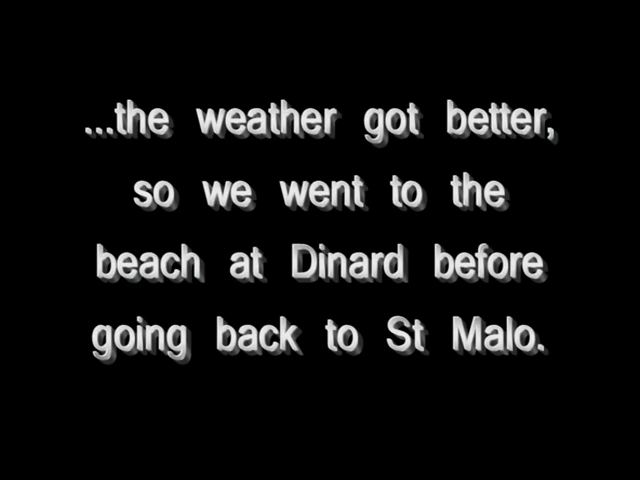 ...the weather got better,
so we went to the
beach at Dinard before
going back to St Malo.